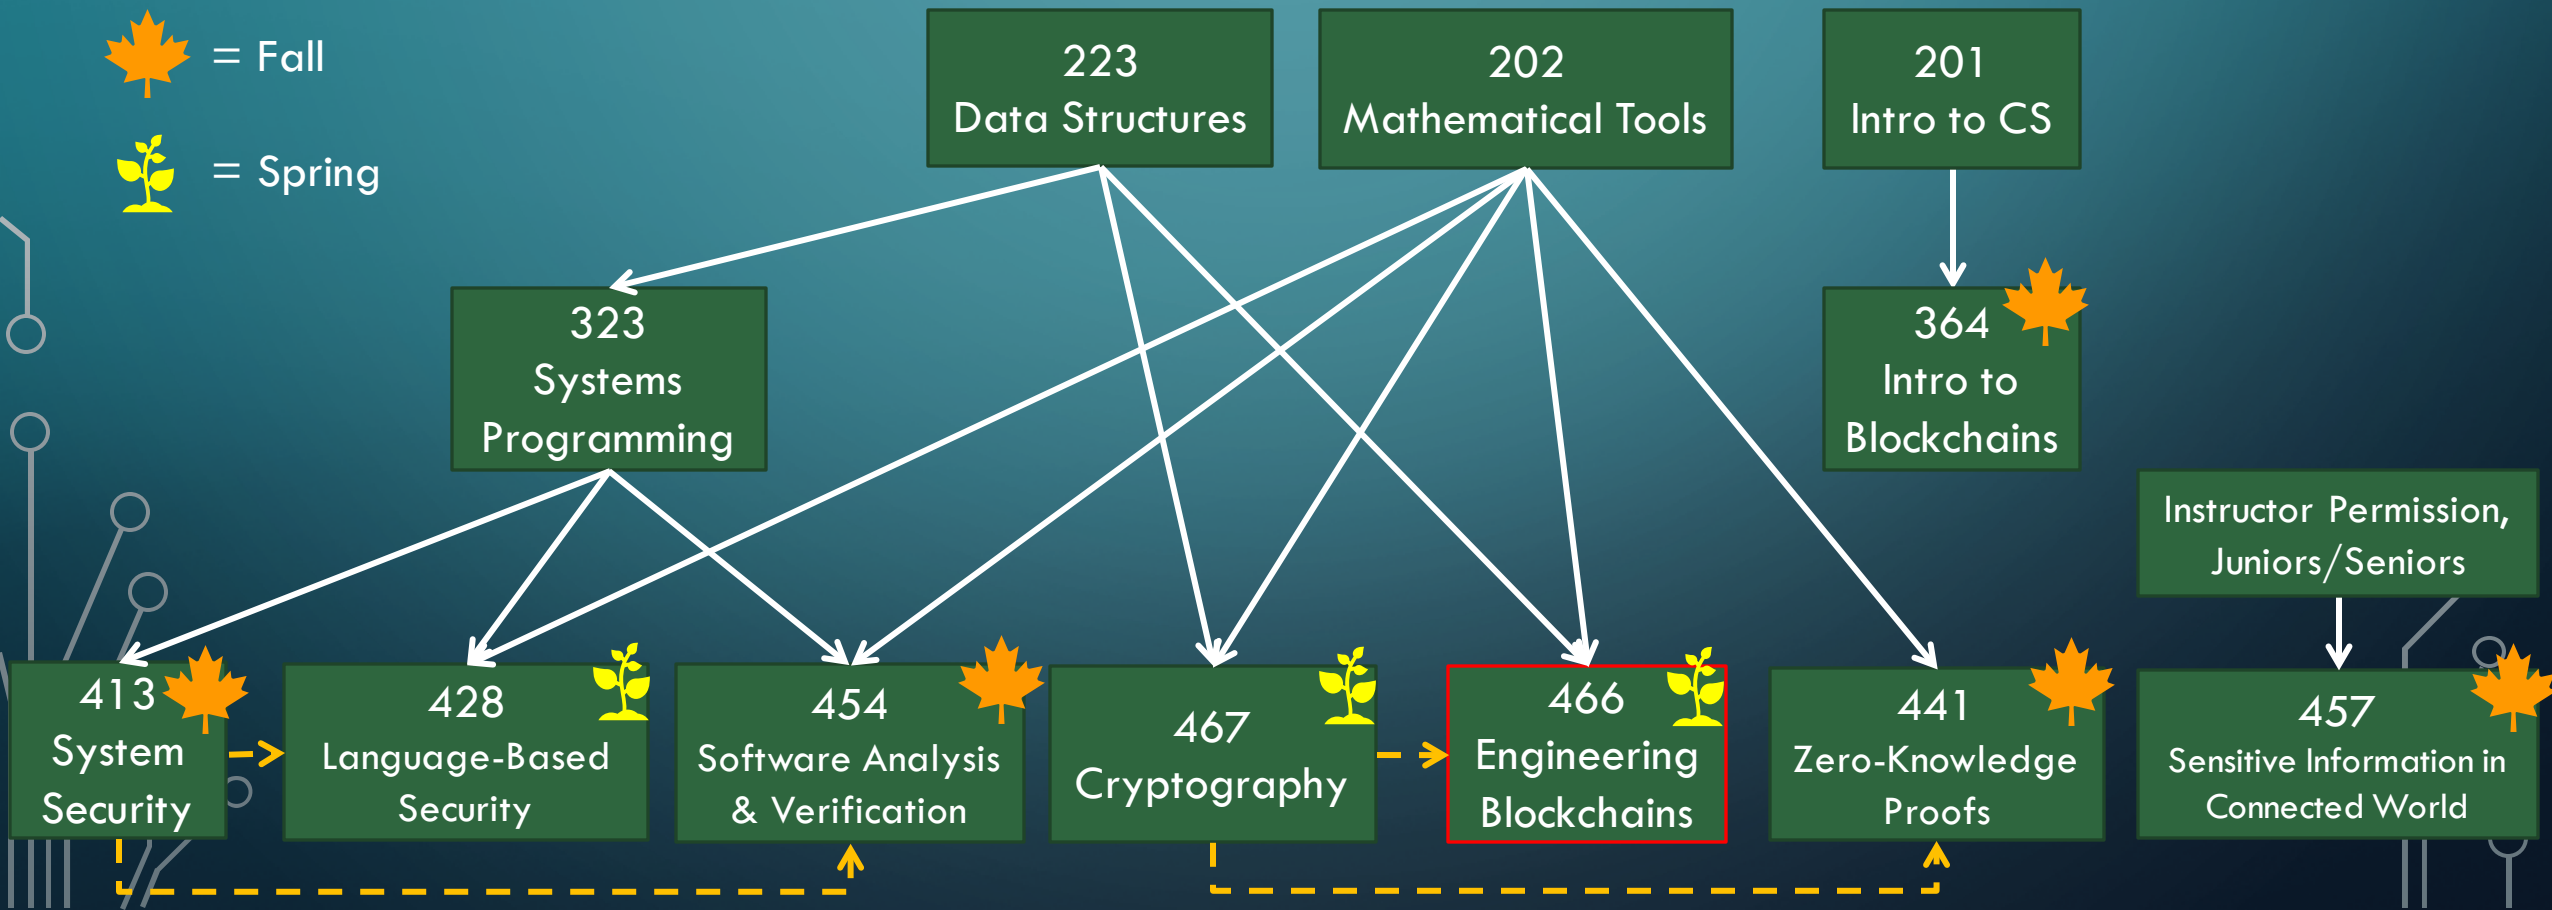 = Fall
= Spring
223
Data Structures
202
Mathematical Tools
201
Intro to CS
323
Systems
Programming
364
Intro to
Blockchains
Instructor Permission,
Juniors/Seniors
413
System
Security
428
Language-Based
Security
454
Software Analysis
& Verification
467
Cryptography
466
Engineering
Blockchains
441
Zero-Knowledge
Proofs
457
Sensitive Information in
Connected World